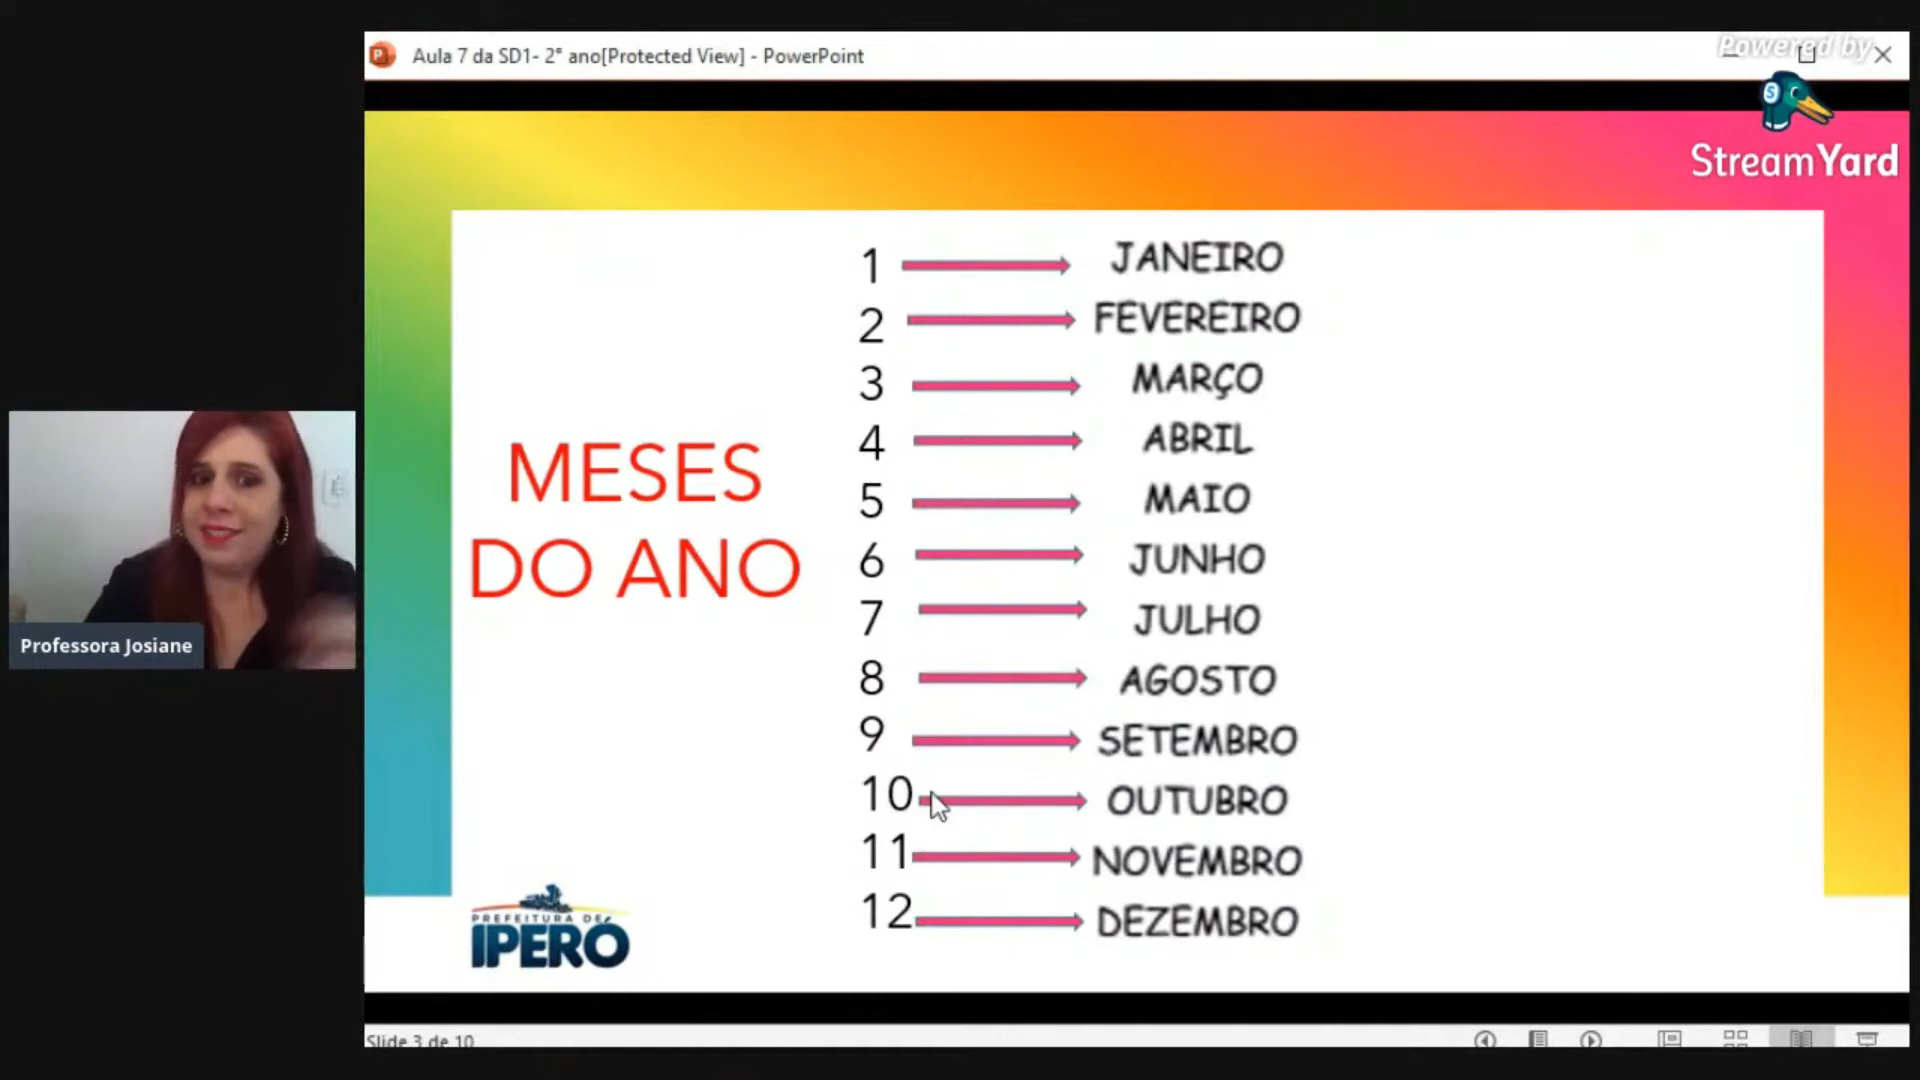 Aula 7 da SD1- 2° ano[Protected View] - PowerPoint
Powered by
StreamYard
MESES
DO ANO
1 JANEIRO
2 FEVEREIRO
3 MARÇO
4 ABRIL
5 MAIO
6 JUNHO
7 JULHO
8 AGOSTO
9 SETEMBRO
10 OUTUBRO
11 NOVEMBRO
12 DEZEMBRO
Professora Josiane
PREFEITURA DE
IPERÓ
Slide 3 de 10